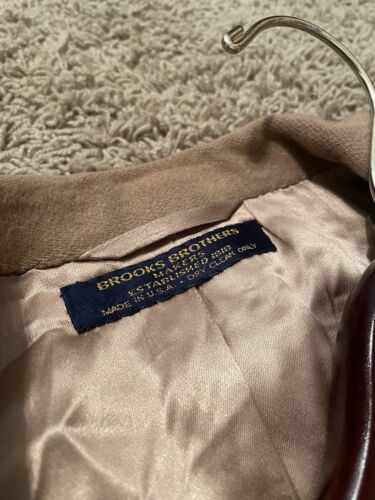 BROOKS BROTHERS
MAKERS
ESTABLISHED 1818
MADE IN U.S.A. • DRY CLEAN ONLY